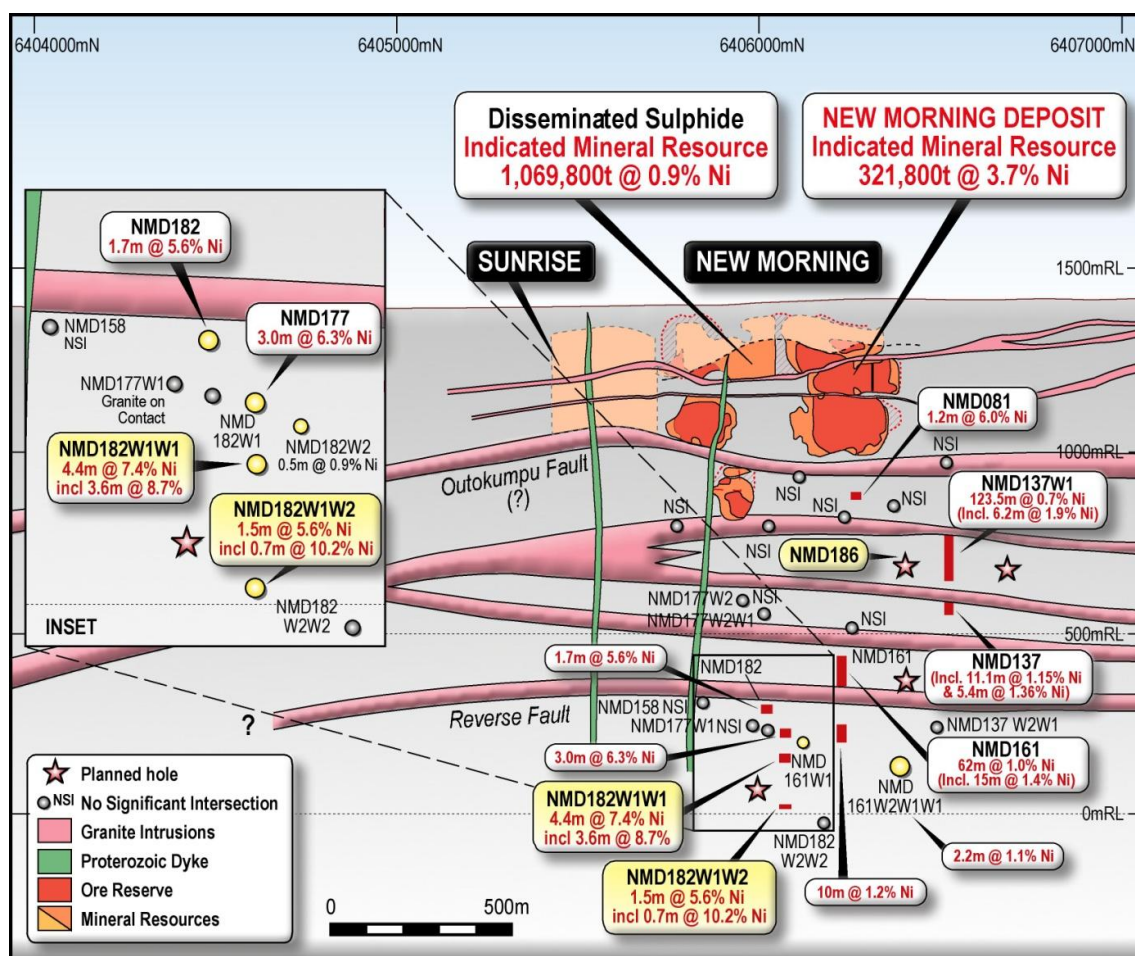 6404000mN
6405000mN
6406000mN
6407000mN
Disseminated Sulphide
Indicated Mineral Resource
1,069,800t @ 0.9% Ni
NEW MORNING DEPOSIT
Indicated Mineral Resource
321,800t @ 3.7% Ni
SUNRISE
NEW MORNING
1500mRL
NMD182
1.7m @ 5.6% Ni
NMD158
NSI
NMD177
3.0m @ 6.3% Ni
NMD177W1
Granite on
Contact
NMD
182W1
NMD182W2
0.5m @ 0.9% Ni
NMD182W1W1
4.4m @ 7.4% Ni
incl 3.6m @ 8.7%
NMD182W1W2
1.5m @ 5.6% Ni
incl 0.7m @ 10.2% Ni
NMD182
W2W2
INSET
NMD081
1.2m @ 6.0% Ni
NSI
1000mRL
Outokumpu Fault
(?)
NSI
NSI
NSI
NSI
NSI
NMD137W1
123.5m @ 0.7% Ni
(Incl. 6.2m @ 1.9% Ni)
NMD186
NMD177W2
NSI
NMD177W2W1
NSI
500mRL
1.7m @ 5.6% Ni
NMD182
NMD161
NMD137
(Incl. 11.1m @ 1.15% Ni
& 5.4m @ 1.36% Ni)
?
Reverse Fault
NMD158 NSI
NMD177W1 NSI
NMD137 W2W1
3.0m @ 6.3% Ni
NMD
161W1
NMD161
62m @ 1.0% Ni
(Incl. 15m @ 1.4% Ni)
NMD182W1W1
4.4m @ 7.4% Ni
incl 3.6m @ 8.7%
NMD
161W2W1W1
0mRL
NMD182
W2W2
2.2m @ 1.1% Ni
NMD182W1W2
1.5m @ 5.6% Ni
incl 0.7m @ 10.2% Ni
10m @ 1.2% Ni
Planned hole
NSI No Significant Intersection
Granite Intrusions
Proterozoic Dyke
Ore Reserve
Mineral Resources
0
500m